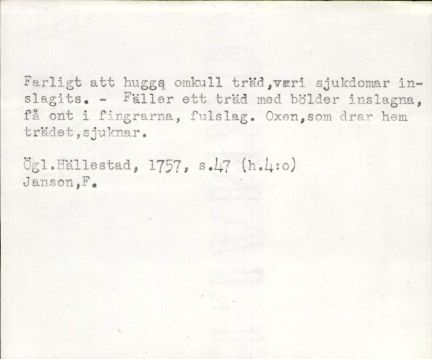 Farligt att hugga omkull träd,væri sjukdomar in-
slagits. - Fäller ett träd med bölder inslagna,
få ont i fingrarna, fulslag. Oxen,som drar hem
trädet,sjuknar.
Ögl.Hällestad, 1757, s.47 (h.4:o)
Janson,F.